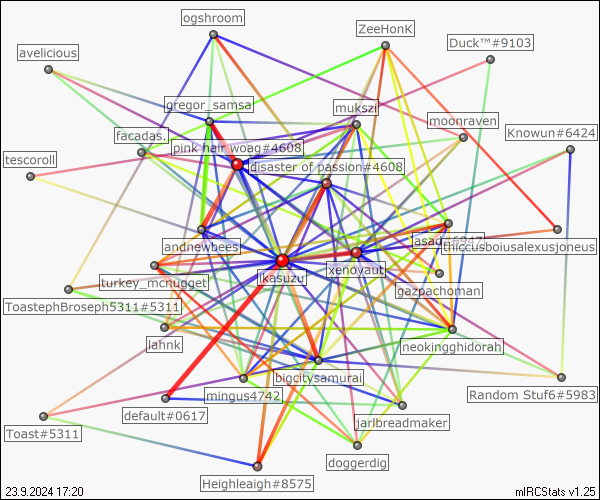 ogshroom
ZeeHonK
Duck™#9103
avelicious
gregor_samsa
mukszi
moonraven
facadas.
Knowun#6424
pink hair woag#4608
tescoroll
disaster of passion#4608
andnewbees
asad#6947
thiccusboiusalexusjoneus
ikasuzu
xenoyaut
turkey_mcnugget
gazpachoman
ToastephBroseph5311#5311
lahnk
neokingghidorah
bigcitysamurai
mingus4742
Random Stuf6#5983
default#0617
jarlbreadmaker
Toast#5311
doggerdig
Heighleaigh#8575
23.9.2024 17:20
mIRCStats v1.25